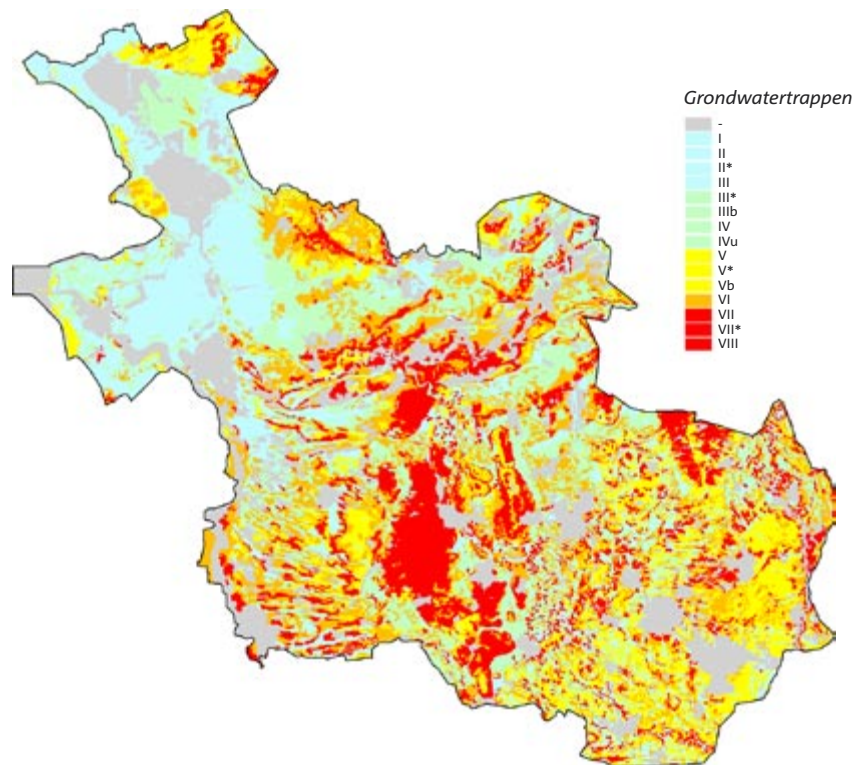 Grondwatertrappen
-
I
II
II*
III
III*
IIIb
IV
IVu
V
V*
Vb
VI
VII
VII*
VIII